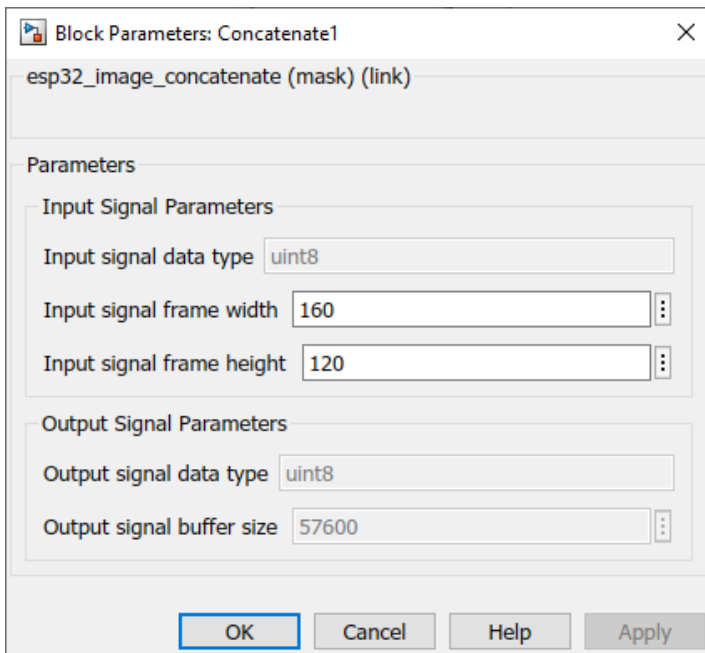 Block Parameters: Concatenate1
esp32_image_concatenate (mask) (link)
Parameters
Input Signal Parameters
Input signal data type uint8
Input signal frame width 160
Input signal frame height 120
Output Signal Parameters
Output signal data type uint8
Output signal buffer size 57600
OK Cancel Help Apply